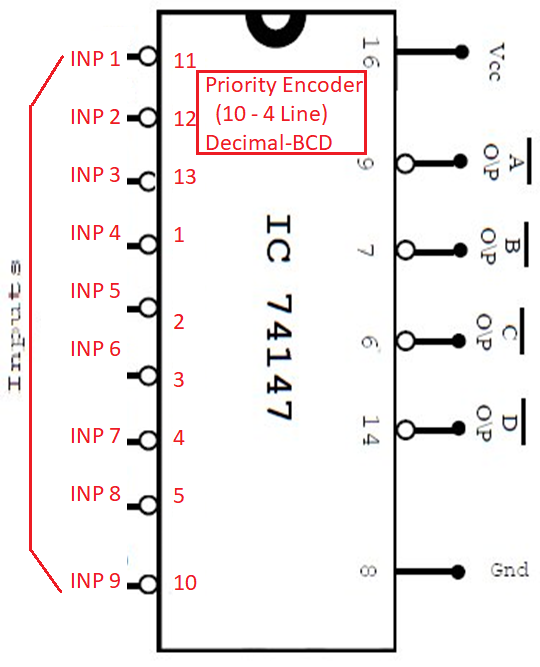 INP 1
INP 2
INP 3
INP 4
INP 5
INP 6
INP 7
INP 8
INP 9
Inputs
11
12
13
1
2
3
4
5
10
Priority Encoder
(10 - 4 Line)
Decimal-BCD
IC 74147
16
9
7
6
14
8
Vcc
A
O\P
B
O\P
C
O\P
D
O\P
Gnd